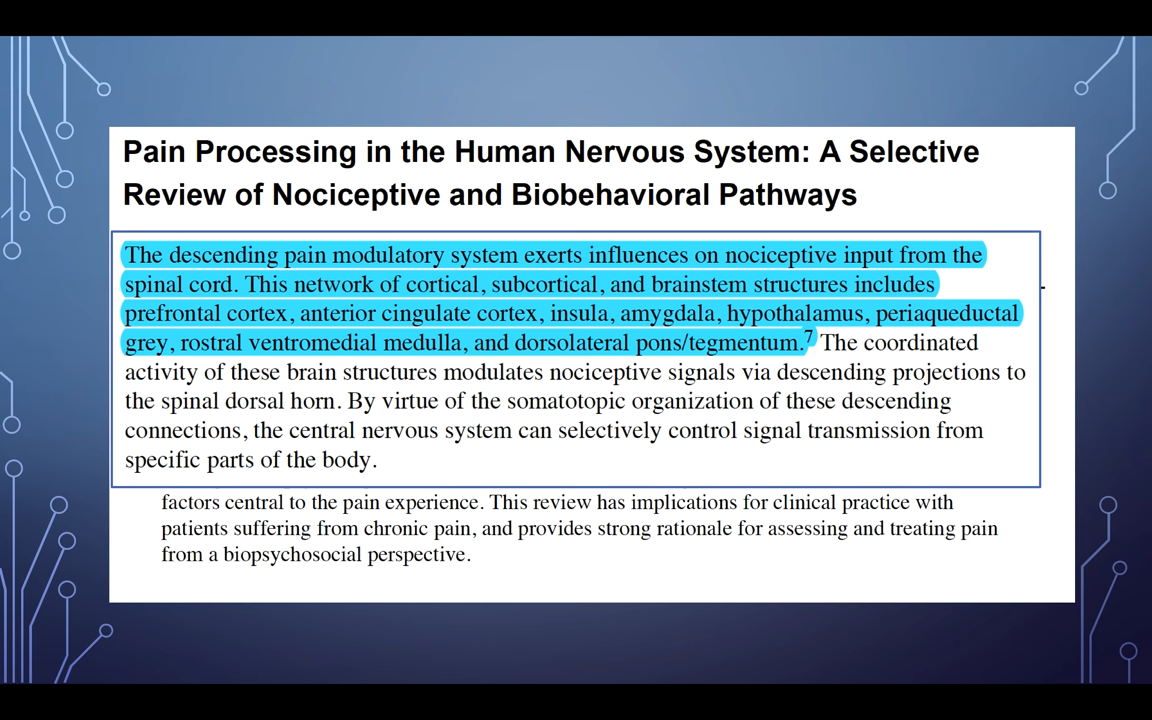 Pain Processing in the Human Nervous System: A Selective
Review of Nociceptive and Biobehavioral Pathways
The descending pain modulatory system exerts influences on nociceptive input from the
spinal cord. This network of cortical, subcortical, and brainstem structures includes
prefrontal cortex, anterior cingulate cortex, insula, amygdala, hypothalamus, periaqueductal
grey, rostral ventromedial medulla, and dorsolateral pons/tegmentum.7 The coordinated
activity of these brain structures modulates nociceptive signals via descending projections to
the spinal dorsal horn. By virtue of the somatotopic organization of these descending
connections, the central nervous system can selectively control signal transmission from
specific parts of the body.
factors central to the pain experience. This review has implications for clinical practice with
patients suffering from chronic pain, and provides strong rationale for assessing and treating pain
from a biopsychosocial perspective.